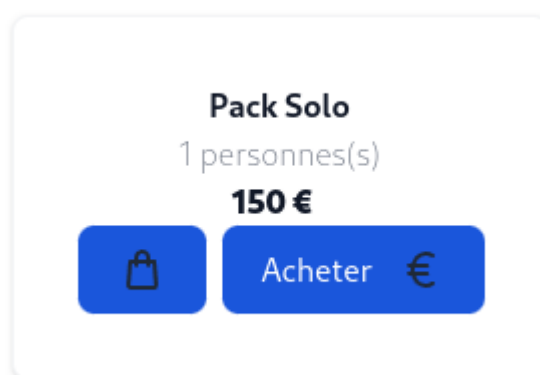 Pack Solo
1 personnes(s)
150 €
Acheter €